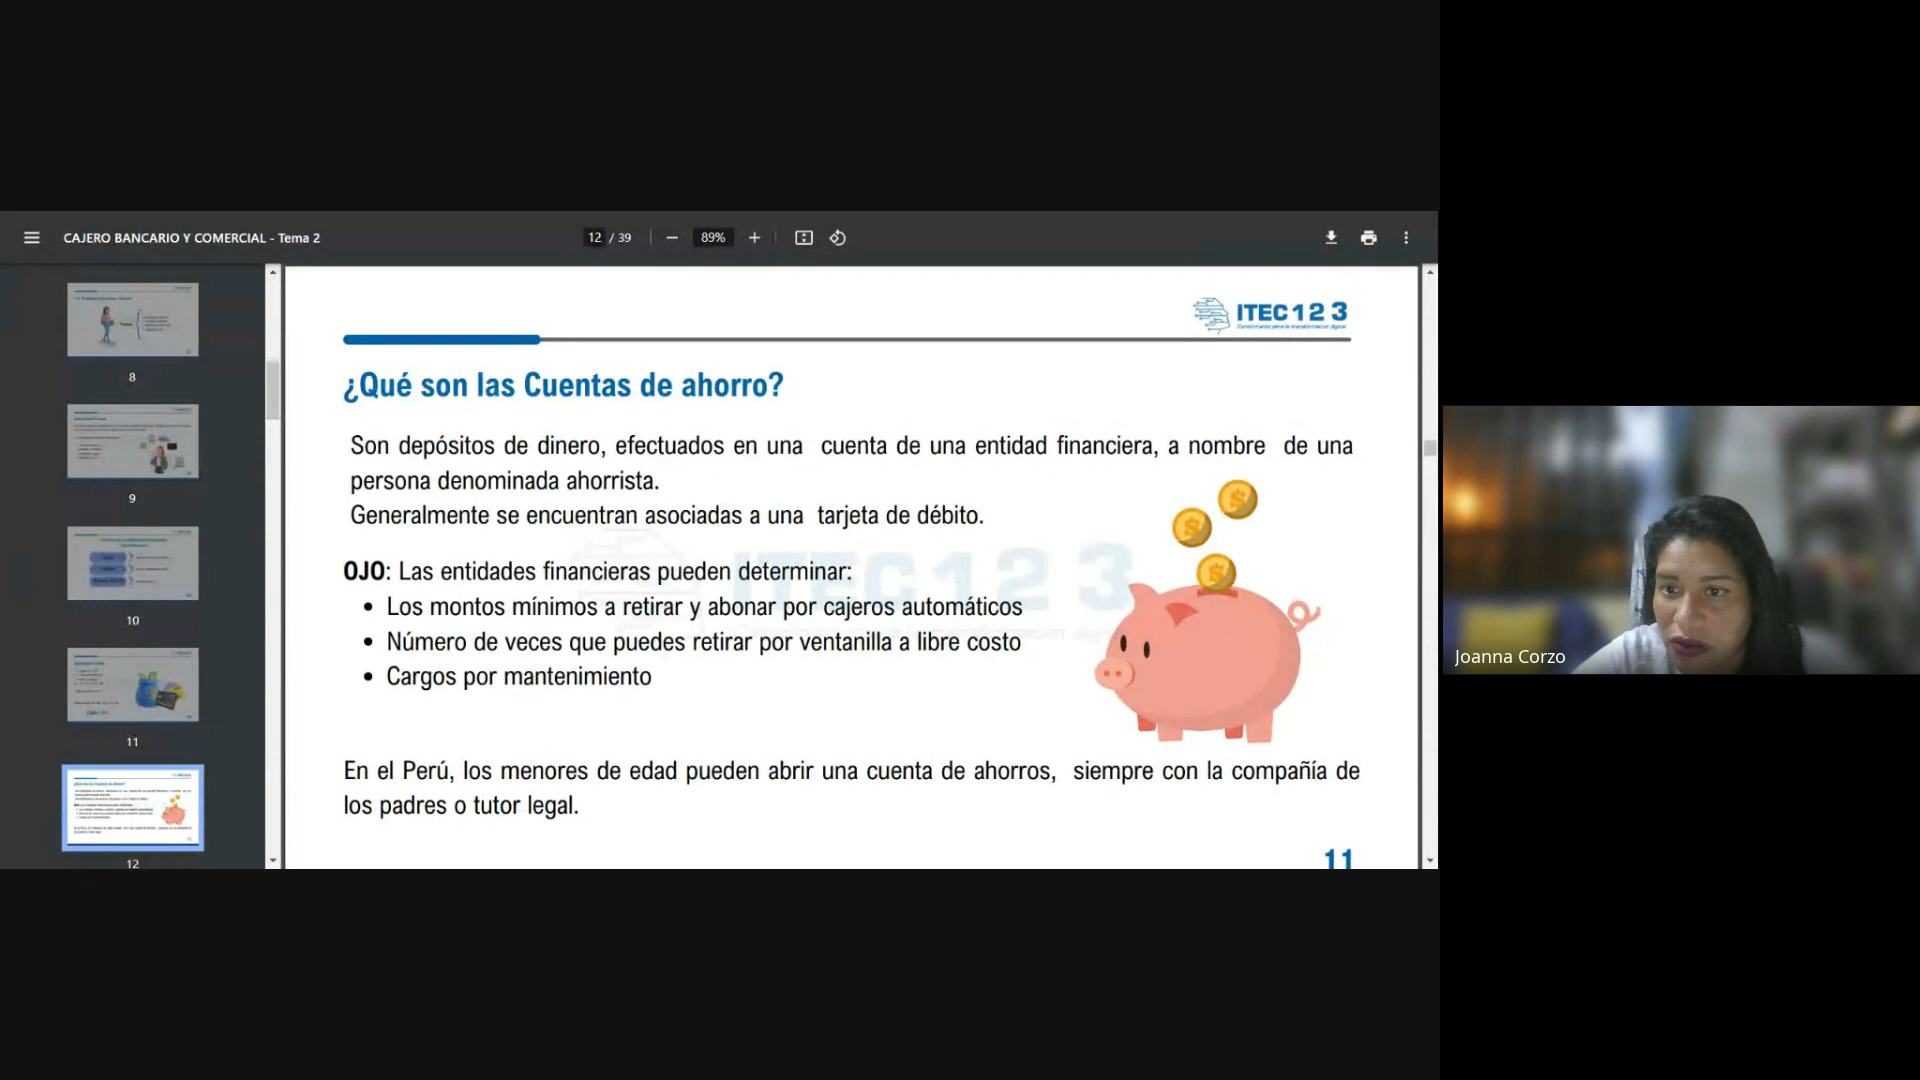 CAJERO BANCARIO Y COMERCIAL - Tema 2
12 / 39
89%
8
9
10
11
12
ITEC 1 2 3
¿Qué son las Cuentas de ahorro?
Son depósitos de dinero, efectuados en una cuenta de una entidad financiera, a nombre de una
persona denominada ahorrista.
Generalmente se encuentran asociadas a una tarjeta de débito.
OJO: Las entidades financieras pueden determinar:
• Los montos mínimos a retirar y abonar por cajeros automáticos
• Número de veces que puedes retirar por ventanilla a libre costo
• Cargos por mantenimiento
En el Perú, los menores de edad pueden abrir una cuenta de ahorros, siempre con la compañía de
los padres o tutor legal.
11
ITEC 1 2 3
Joanna Corzo